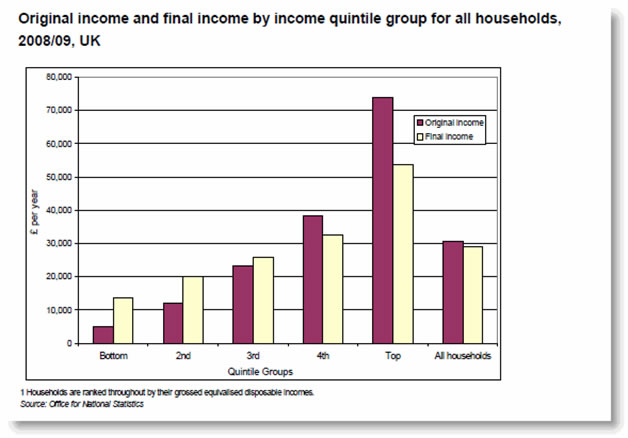 Original income and final income by income quintile group for all households,
2008/09, UK
80,000
70,000
60,000
50,000
40,000
30,000
20,000
10,000
0
£ per year
Original income
Final income
Bottom 2nd 3rd 4th Top All households
Quintile Groups
1 Households are ranked throughout by their grossed equivalised disposable incomes.
Source: Office for National Statistics